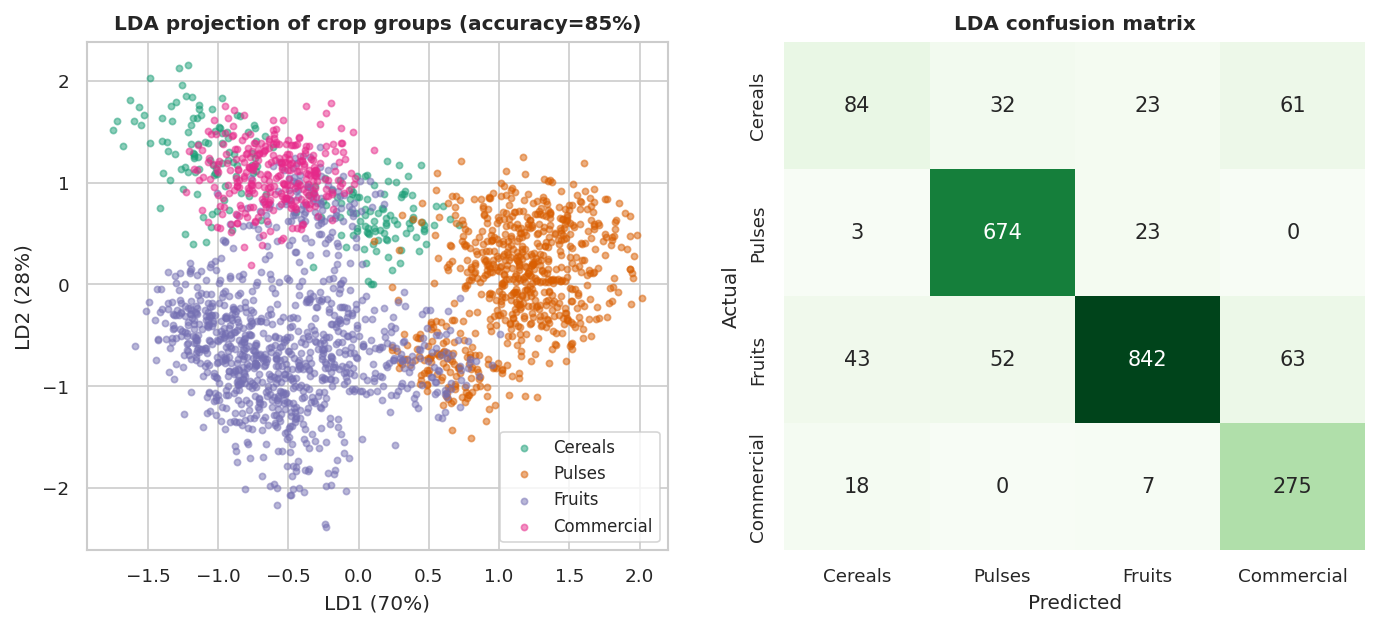 LDA projection of crop groups (accuracy=85%)
2
1
0
−1
−2
LD2 (28%)
−1.5 −1.0 −0.5 0.0 0.5 1.0 1.5 2.0
LD1 (70%)
Cereals
Pulses
Fruits
Commercial
LDA confusion matrix
Actual
Cereals 84 32 23 61
Pulses 3 674 23 0
Fruits 43 52 842 63
Commercial 18 0 7 275
Cereals Pulses Fruits Commercial
Predicted